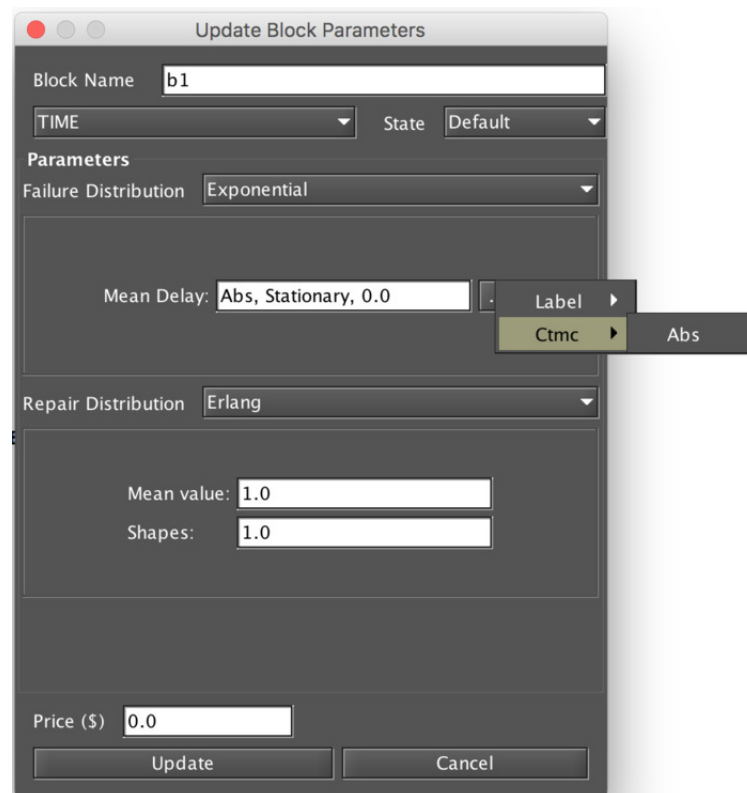 Update Block Parameters
Block Name b1
TIME State Default
Parameters
Failure Distribution Exponential
Mean Delay: Abs, Stationary, 0.0 .
Label
Ctmc Abs
Repair Distribution Erlang
Mean value: 1.0
Shapes: 1.0
Price ($) 0.0
Update Cancel